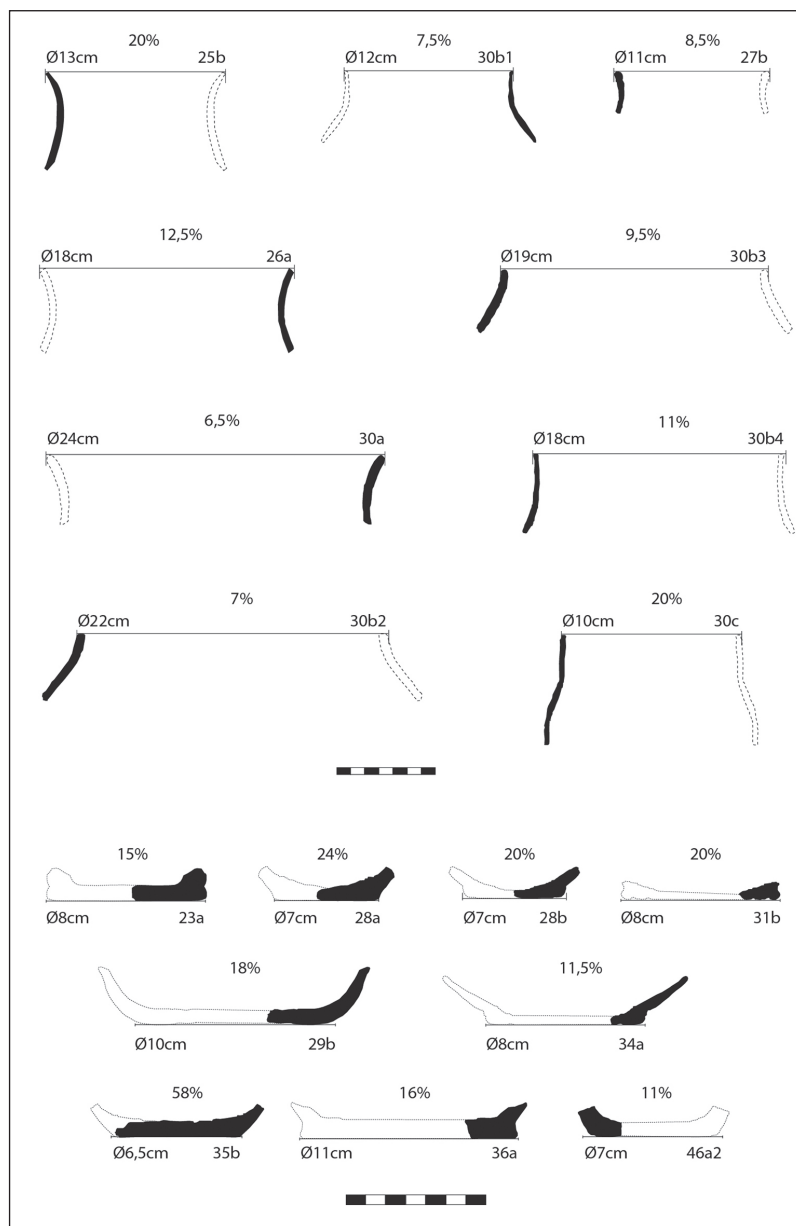 20%
Ø13cm 25b
7,5%
Ø12cm 30b1
8,5%
Ø11cm 27b
12,5%
Ø18cm 26a
9,5%
Ø19cm 30b3
6,5%
Ø24cm 30a
11%
Ø18cm 30b4
7%
Ø22cm 30b2
20%
Ø10cm 30c
15%
Ø8cm 23a
24%
Ø7cm 28a
20%
Ø7cm 28b
20%
Ø8cm 31b
18%
Ø10cm 29b
11,5%
Ø8cm 34a
58%
Ø6,5cm 35b
16%
Ø11cm 36a
11%
Ø7cm 46a2